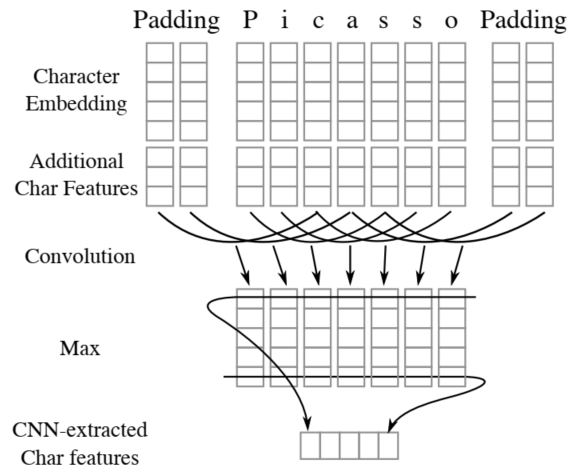 Padding P i c a s s o Padding
Character
Embedding
Additional
Char Features
Convolution
Max
CNN-extracted
Char features